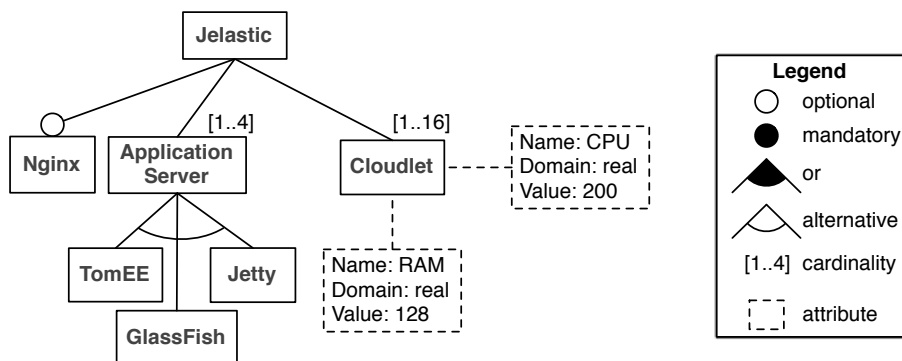 Jelastic
[1..4]
[1..16]
Nginx
Application
Server
Cloudlet
Name: CPU
Domain: real
Value: 200
TomEE
Jetty
GlassFish
Name: RAM
Domain: real
Value: 128
Legend
optional
mandatory
or
alternative
[1..4] cardinality
attribute